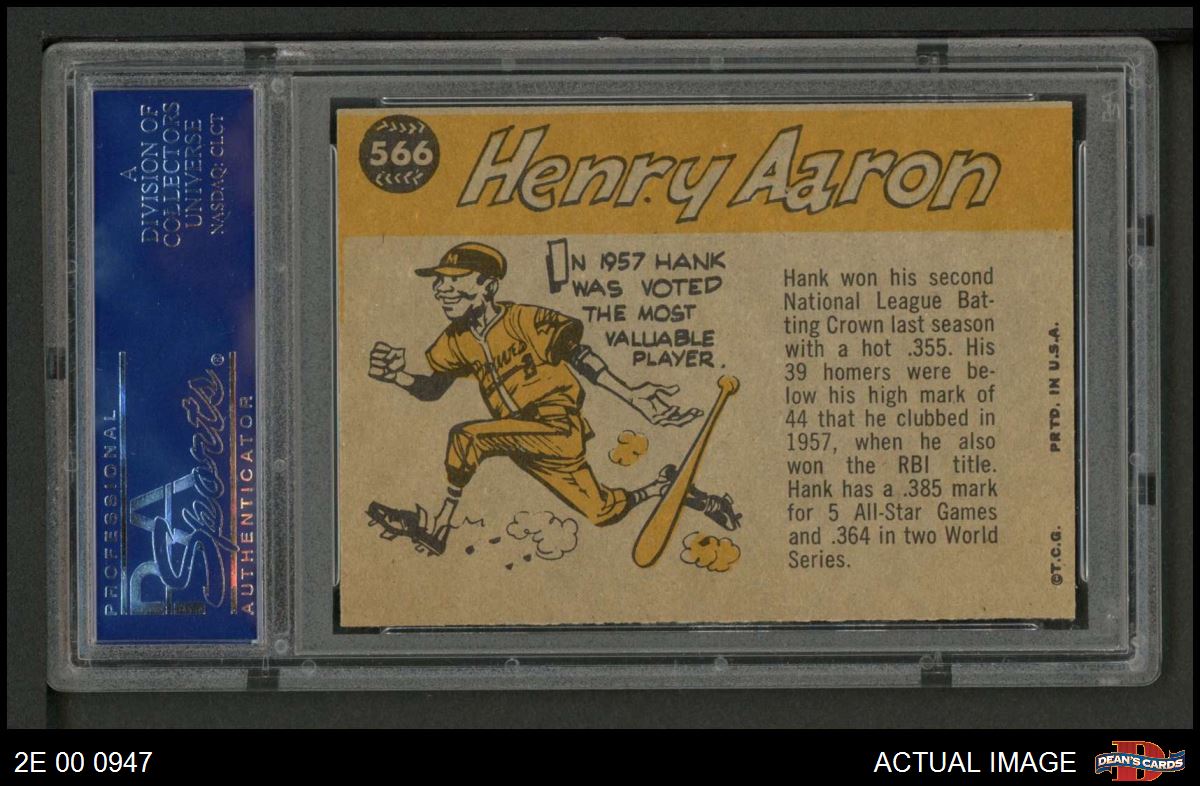 A
DIVISION OF
COLLECTORS
UNIVERSE
NASDAQ: CLCT
PROFESSIONAL
PSA
Sports®
AUTHENTICATOR
566
Henry Aaron
IN 1957 HANK
WAS VOTED
THE MOST
VALUABLE
PLAYER.
M
Braves
Hank won his second
National League Bat-
ting Crown last season
with a hot .355. His
39 homers were be-
low his high mark of
44 that he clubbed in
1957, when he also
won the RBI title.
Hank has a .385 mark
for 5 All-Star Games
and .364 in two World
Series.
©T.C.G. PRTD. IN U.S.A.
2E 00 0947
ACTUAL IMAGE
DEAN'S CARDS